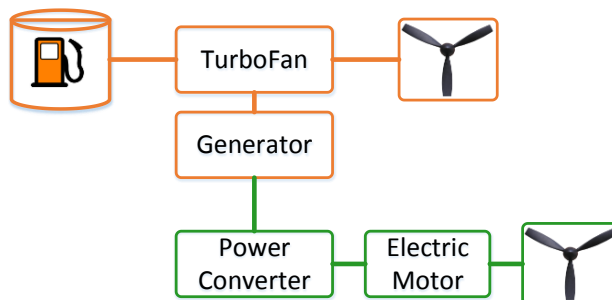 TurboFan
Generator
Power
Converter
Electric
Motor